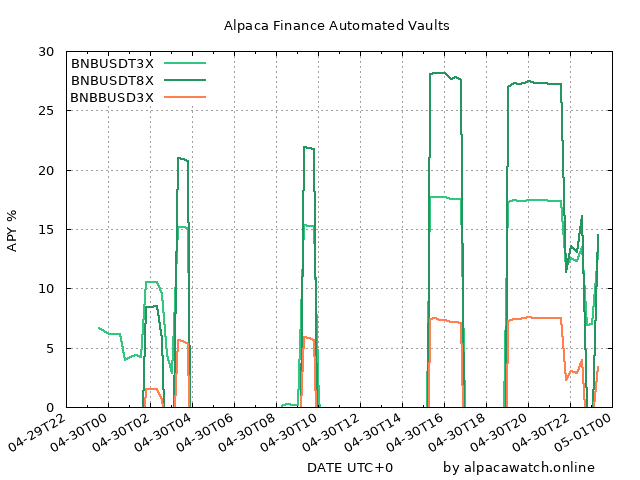 Alpaca Finance Automated Vaults
BNBUSDT3X
BNBUSDT8X
BNBBUSD3X
APY %
30
25
20
15
10
5
0
04-29T22
04-30T00
04-30T02
04-30T04
04-30T06
04-30T08
04-30T10
04-30T12
04-30T14
04-30T16
04-30T18
04-30T20
04-30T22
05-01T00
DATE UTC+0
by alpacawatch.online